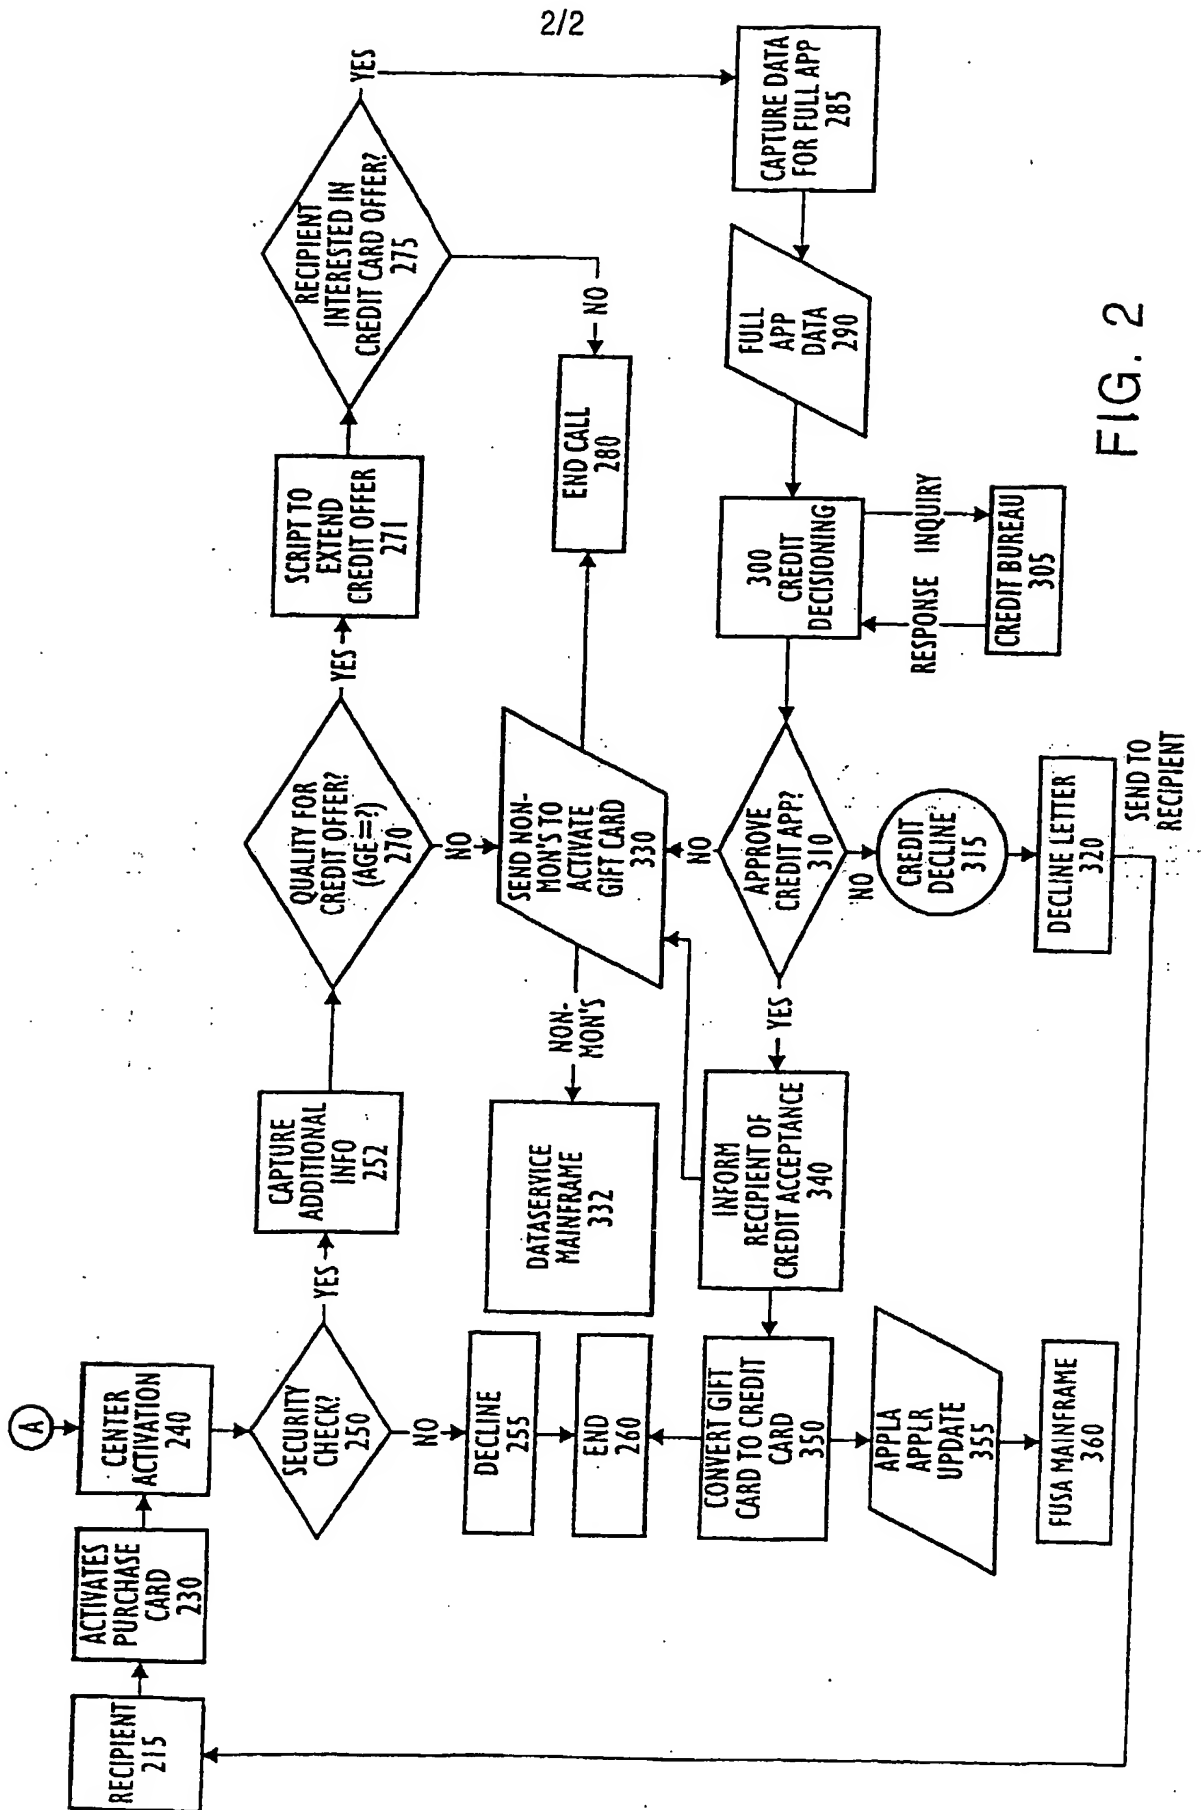 2/2
A
RECIPIENT
215
ACTIVATES
PURCHASE
CARD
230
CENTER
ACTIVATION
240
SECURITY
CHECK?
250
YES
NO
CAPTURE
ADDITIONAL
INFO
252
QUALITY FOR
CREDIT OFFER?
(AGE=?)
270
YES
NO
SCRIPT TO
EXTEND
CREDIT OFFER
271
RECIPIENT
INTERESTED IN
CREDIT CARD OFFER?
275
YES
NO
DECLINE
255
END
260
DATASERVICE
MAINFRAME
332
NON-
MON'S
SEND NON-
MON'S TO
ACTIVATE
GIFT CARD
330
END CALL
280
CAPTURE DATA
FOR FULL APP
285
FULL
APP
DATA
290
300
CREDIT
DECISIONING
RESPONSE
INQUIRY
CREDIT BUREAU
305
APPROVE
CREDIT APP?
310
NO
NO
YES
CREDIT
DECLINE
315
DECLINE LETTER
320
SEND TO
RECIPIENT
INFORM
RECIPIENT OF
CREDIT ACCEPTANCE
340
CONVERT GIFT
CARD TO CREDIT
CARD
350
APPLA
APPLR
UPDATE
355
FUSA MAINFRAME
360
FIG. 2